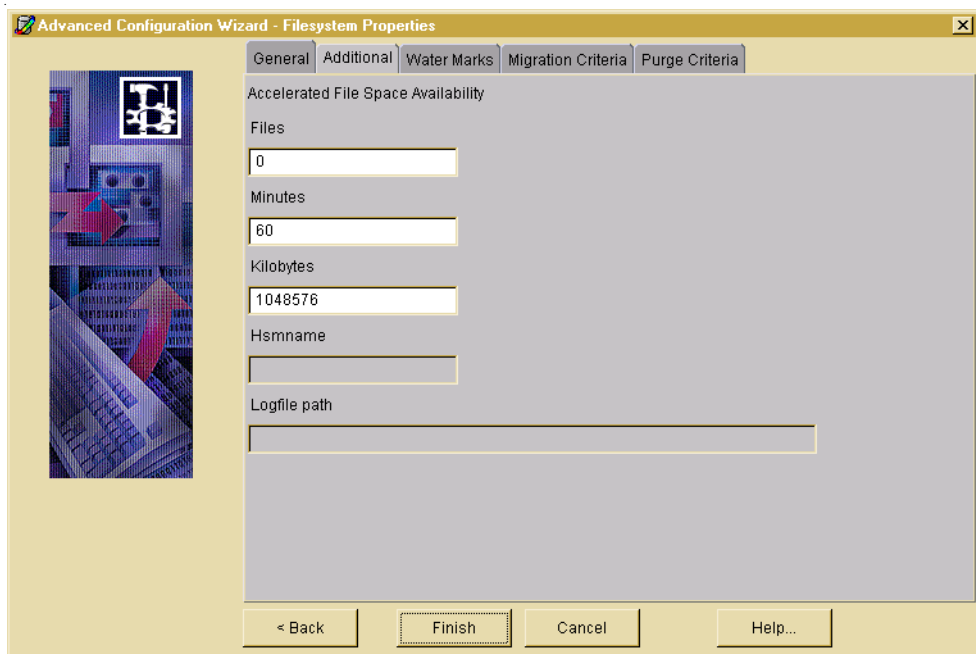 Advanced Configuration Wizard - Filesystem Properties
General Additional Water Marks Migration Criteria Purge Criteria
Accelerated File Space Availability
Files
0
Minutes
60
Kilobytes
1048576
Hsmname
Logfile path
< Back Finish Cancel Help...